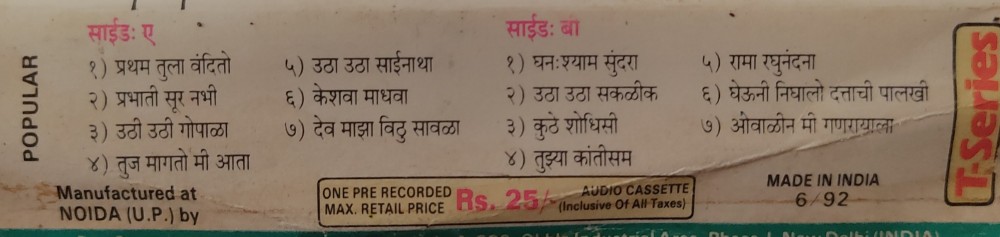 POPULAR
साईडः ए
१) प्रथम तुला वंदितो
२) प्रभाती सूर नभी
३) उठी उठी गोपाळा
४) तुज मागतो मी आता
५) उठा उठा साईनाथा
६) केशवा माधवा
७) देव माझा विठु सावळा
साईडः बी
१) घनःश्याम सुंदरा
२) उठा उठा सकळीक
३) कुठे शोधिसी
४) तुझ्या कांतीसम
५) रामा रघुनंदना
६) घेऊनी निघालो दत्ताची पालखी
७) ओवाळीन मी गणरायाला
T-Series
Manufactured at
NOIDA (U.P.) by
ONE PRE RECORDED
MAX. RETAIL PRICE
Rs. 25/-
AUDIO CASSETTE
(Inclusive Of All Taxes)
MADE IN INDIA
6/92